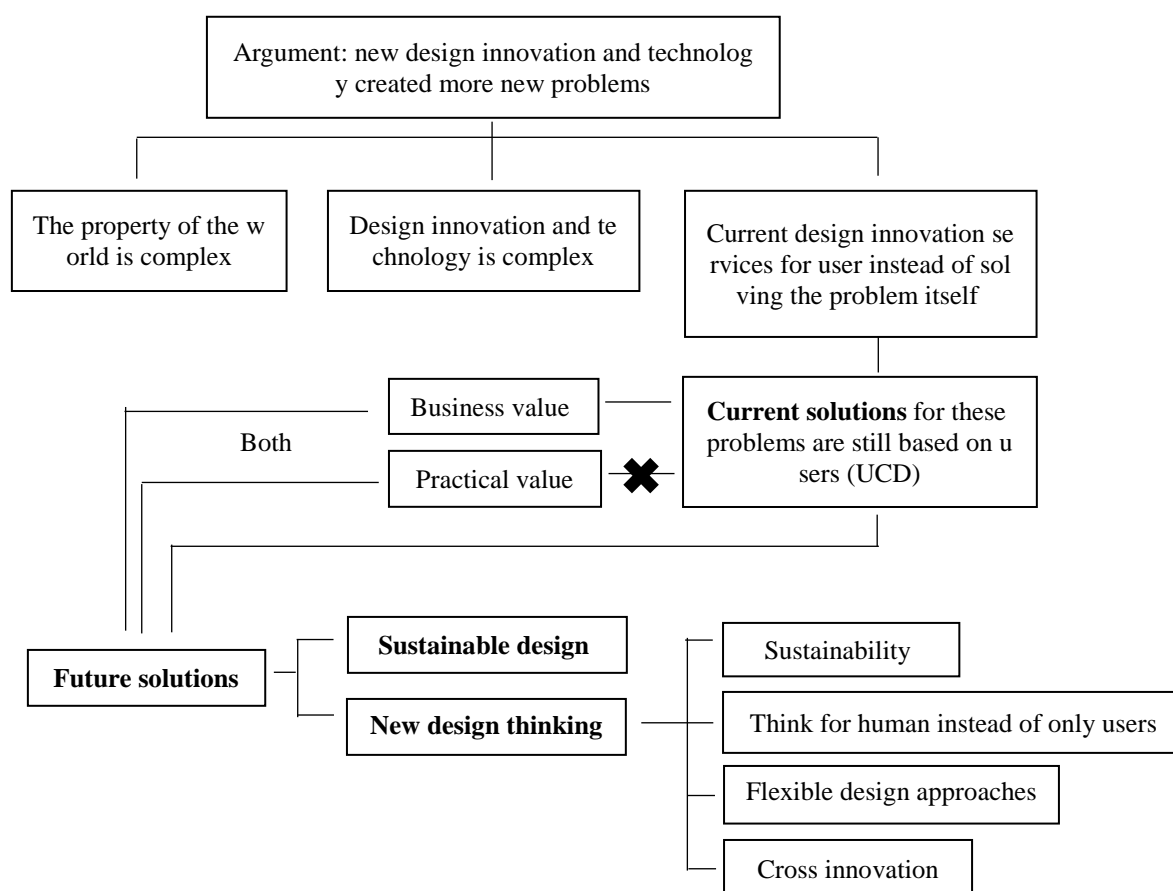 Argument: new design innovation and technolog
y created more new problems
The property of the w
orld is complex
Design innovation and te
chnology is complex
Current design innovation se
rvices for user instead of sol
ving the problem itself
Business value
Both
Practical value
Current solutions for these
problems are still based on u
sers (UCD)
Future solutions
Sustainable design
New design thinking
Sustainability
Think for human instead of only users
Flexible design approaches
Cross innovation